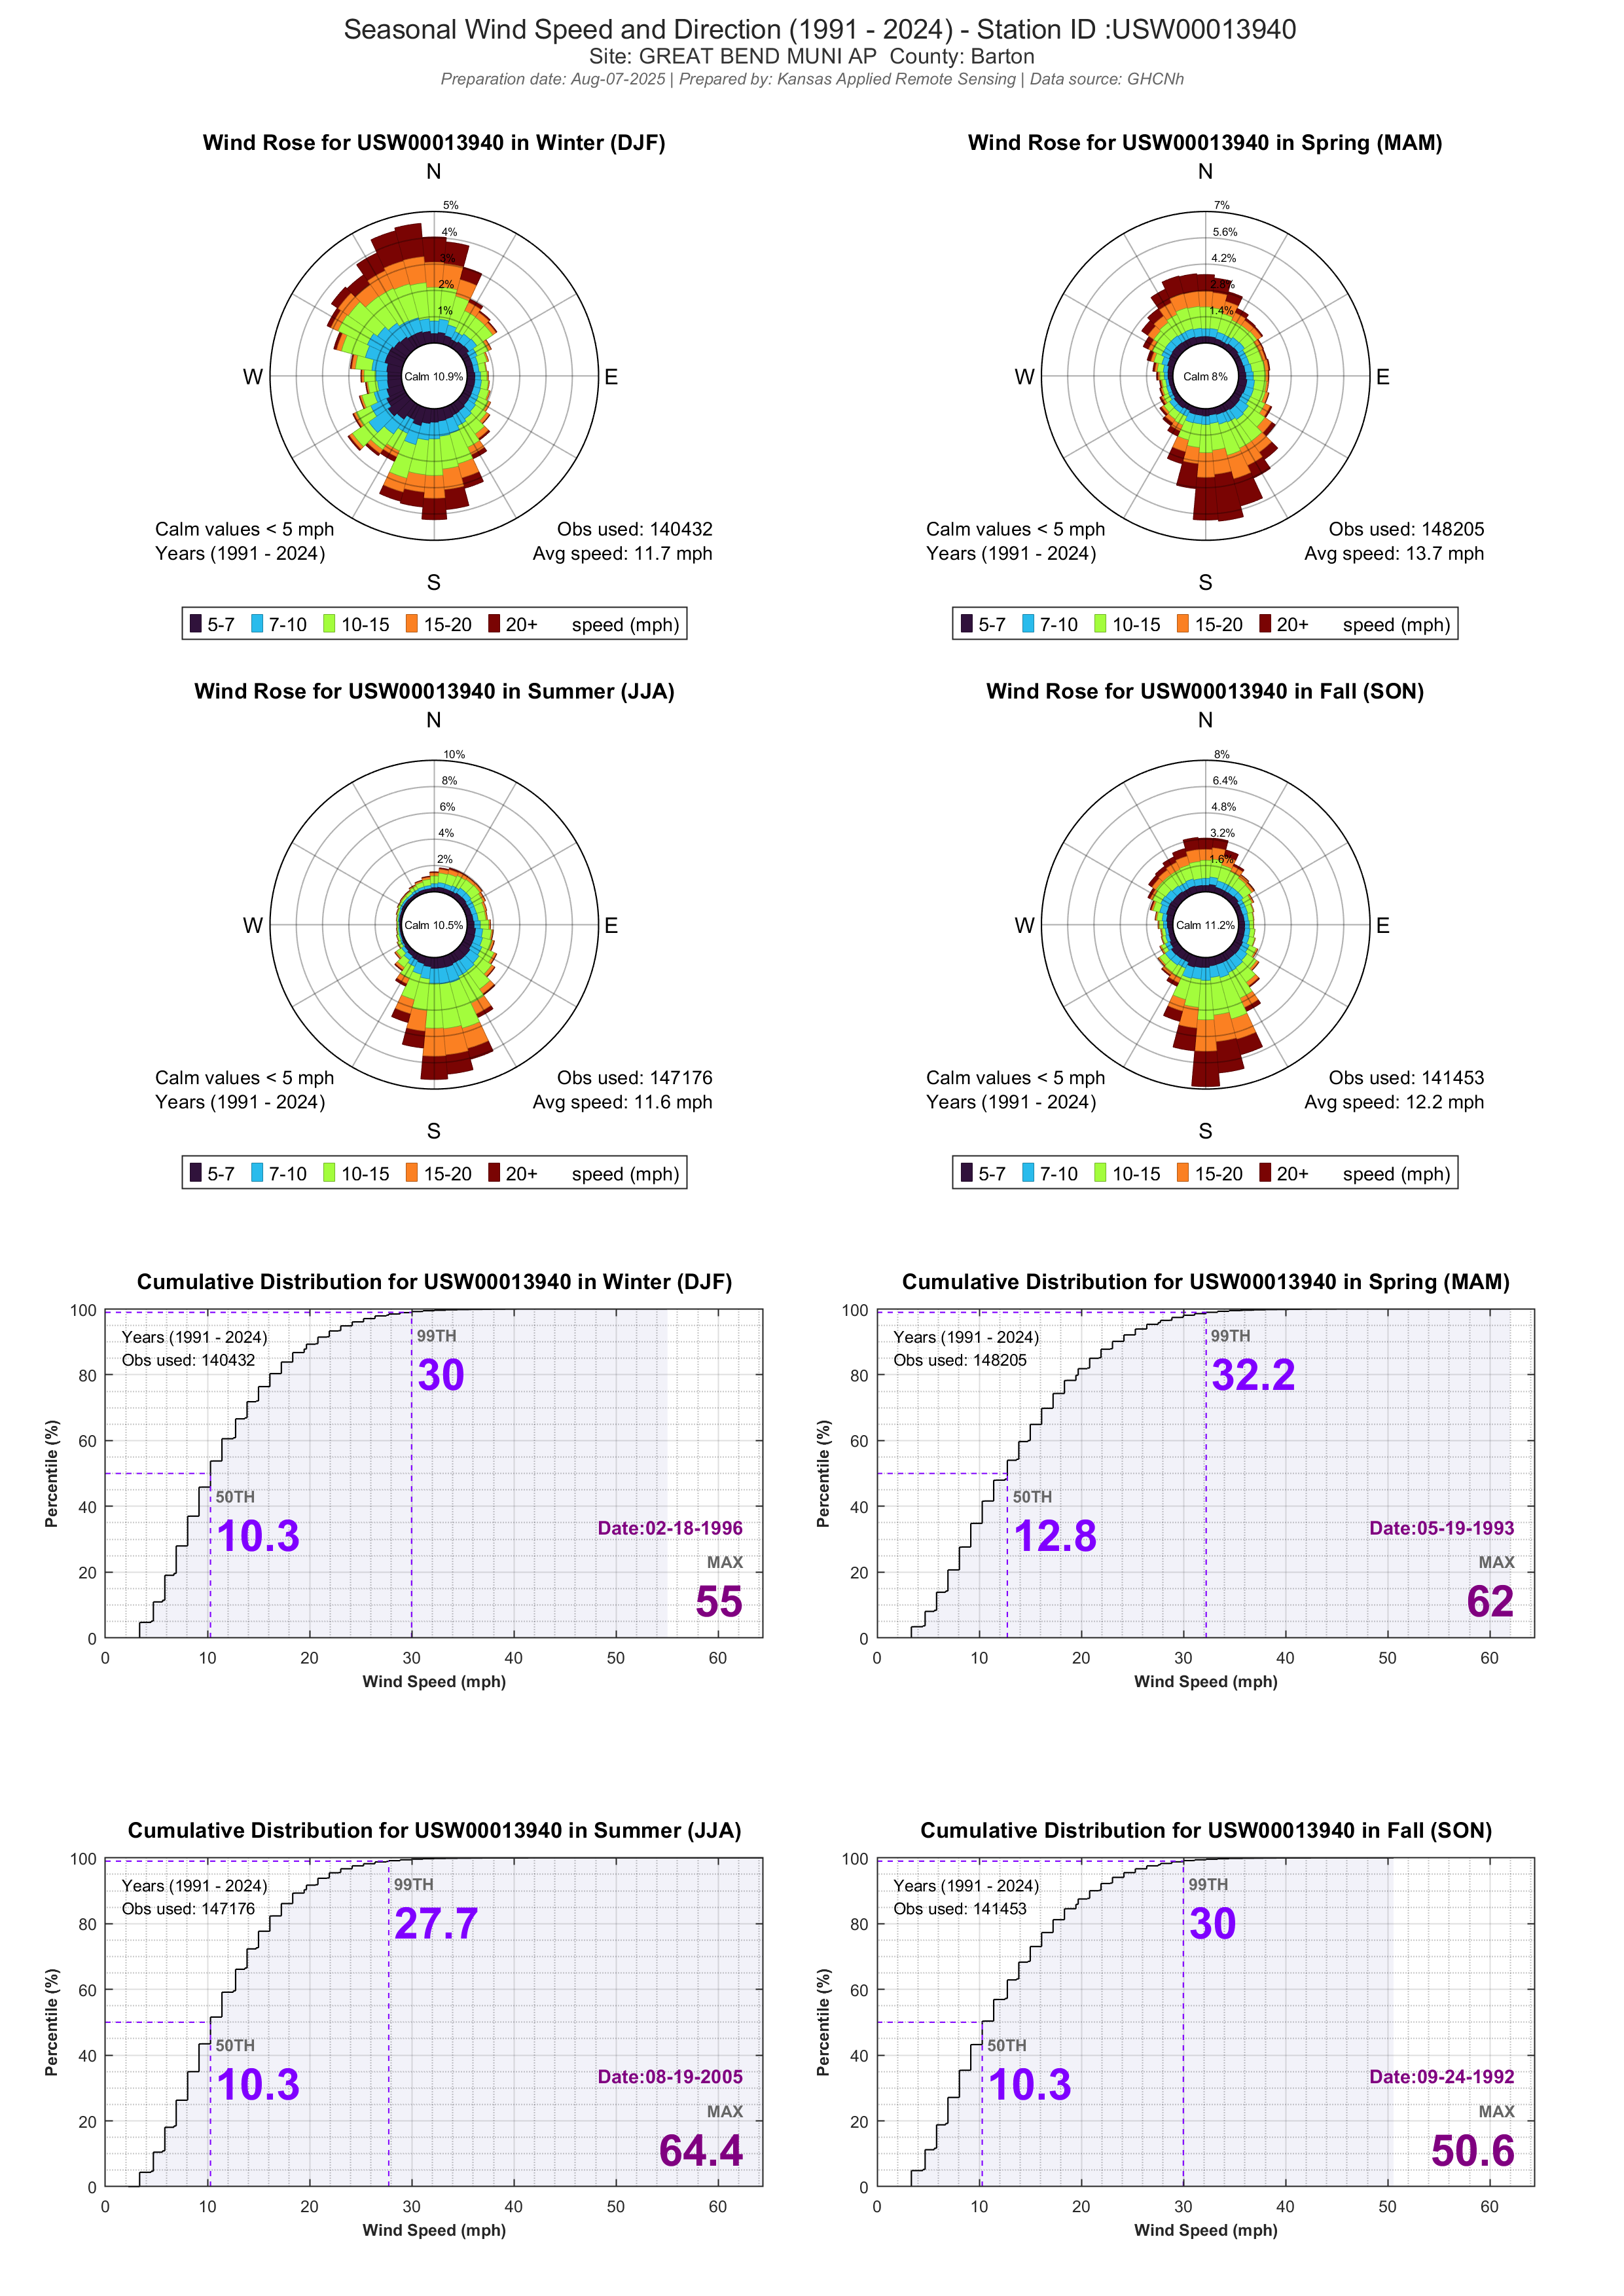 Seasonal Wind Speed and Direction (1991 - 2024) - Station ID :USW00013940
Site: GREAT BEND MUNI AP  County: Barton
Preparation date: Aug-07-2025 | Prepared by: Kansas Applied Remote Sensing | Data source: GHCNh
Wind Rose for USW00013940 in Winter (DJF)
N
5%
4%
3%
2%
1%
W
Calm 10.9%
E
Calm values < 5 mph
Obs used: 140432
Years (1991 - 2024)
Avg speed: 11.7 mph
S
5-7 7-10 10-15 15-20 20+ speed (mph)
Wind Rose for USW00013940 in Spring (MAM)
N
7%
5.6%
4.2%
2.8%
1.4%
W
Calm 8%
E
Calm values < 5 mph
Obs used: 148205
Years (1991 - 2024)
Avg speed: 13.7 mph
S
5-7 7-10 10-15 15-20 20+ speed (mph)
Wind Rose for USW00013940 in Summer (JJA)
N
10%
8%
6%
4%
2%
W
Calm 10.5%
E
Calm values < 5 mph
Obs used: 147176
Years (1991 - 2024)
Avg speed: 11.6 mph
S
5-7 7-10 10-15 15-20 20+ speed (mph)
Wind Rose for USW00013940 in Fall (SON)
N
8%
6.4%
4.8%
3.2%
1.6%
W
Calm 11.2%
E
Calm values < 5 mph
Obs used: 141453
Years (1991 - 2024)
Avg speed: 12.2 mph
S
5-7 7-10 10-15 15-20 20+ speed (mph)
Cumulative Distribution for USW00013940 in Winter (DJF)
Percentile (%)
100
80
60
40
20
0
Years (1991 - 2024)
Obs used: 140432
99TH
30
50TH
10.3
Date:02-18-1996
MAX
55
0 10 20 30 40 50 60
Wind Speed (mph)
Cumulative Distribution for USW00013940 in Spring (MAM)
Percentile (%)
100
80
60
40
20
0
Years (1991 - 2024)
Obs used: 148205
99TH
32.2
50TH
12.8
Date:05-19-1993
MAX
62
0 10 20 30 40 50 60
Wind Speed (mph)
Cumulative Distribution for USW00013940 in Summer (JJA)
Percentile (%)
100
80
60
40
20
0
Years (1991 - 2024)
Obs used: 147176
99TH
27.7
50TH
10.3
Date:08-19-2005
MAX
64.4
0 10 20 30 40 50 60
Wind Speed (mph)
Cumulative Distribution for USW00013940 in Fall (SON)
Percentile (%)
100
80
60
40
20
0
Years (1991 - 2024)
Obs used: 141453
99TH
30
50TH
10.3
Date:09-24-1992
MAX
50.6
0 10 20 30 40 50 60
Wind Speed (mph)